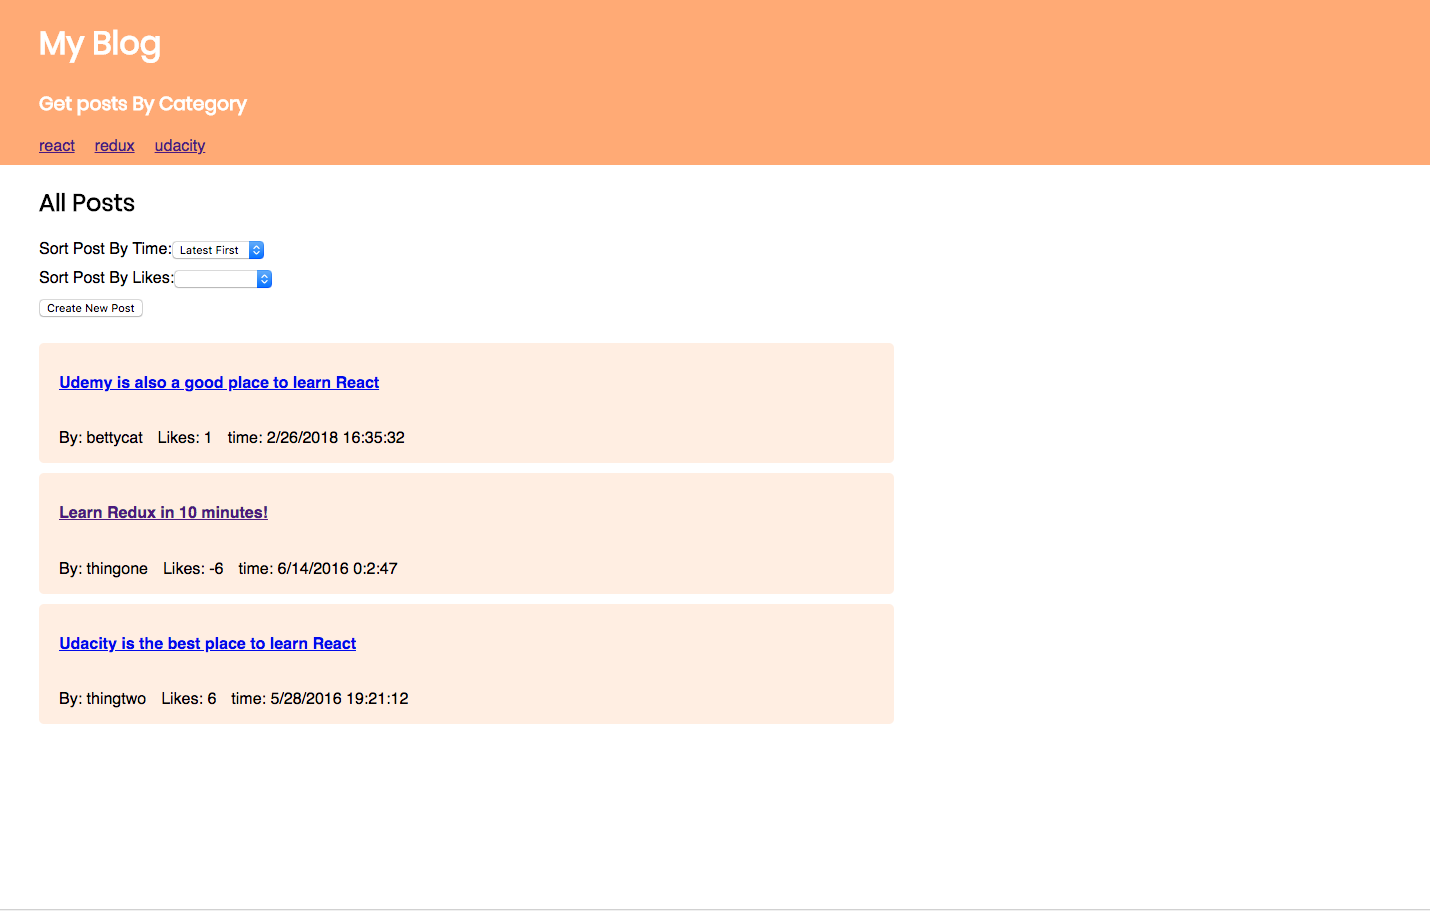 My Blog
Get posts By Category
react redux udacity
All Posts
Sort Post By Time: Latest First
Sort Post By Likes:
Create New Post
Udemy is also a good place to learn React
By: bettycat Likes: 1 time: 2/26/2018 16:35:32
Learn Redux in 10 minutes!
By: thingone Likes: -6 time: 6/14/2016 0:2:47
Udacity is the best place to learn React
By: thingtwo Likes: 6 time: 5/28/2016 19:21:12